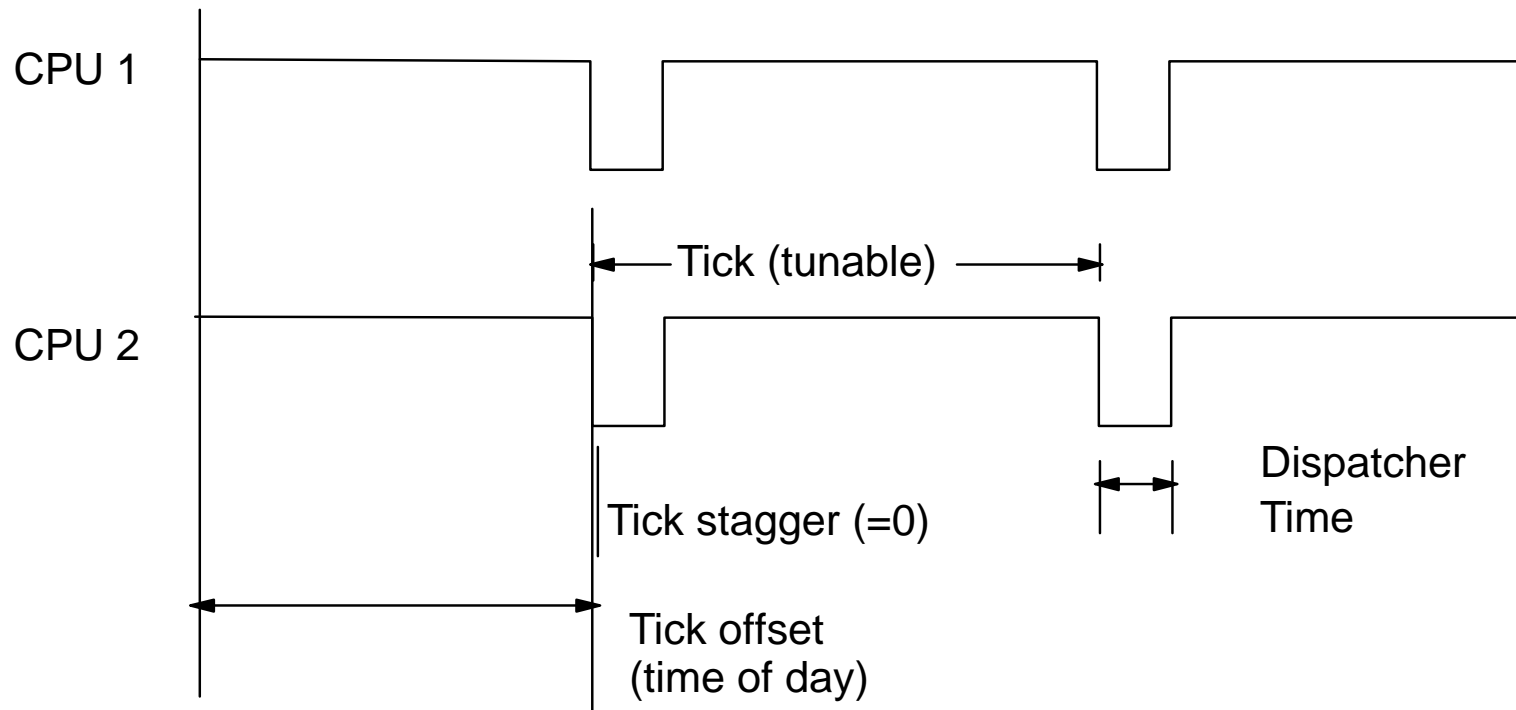 CPU 1
Tick (tunable)
CPU 2
Dispatcher
Time
Tick stagger (=0)
Tick offset
(time of day)